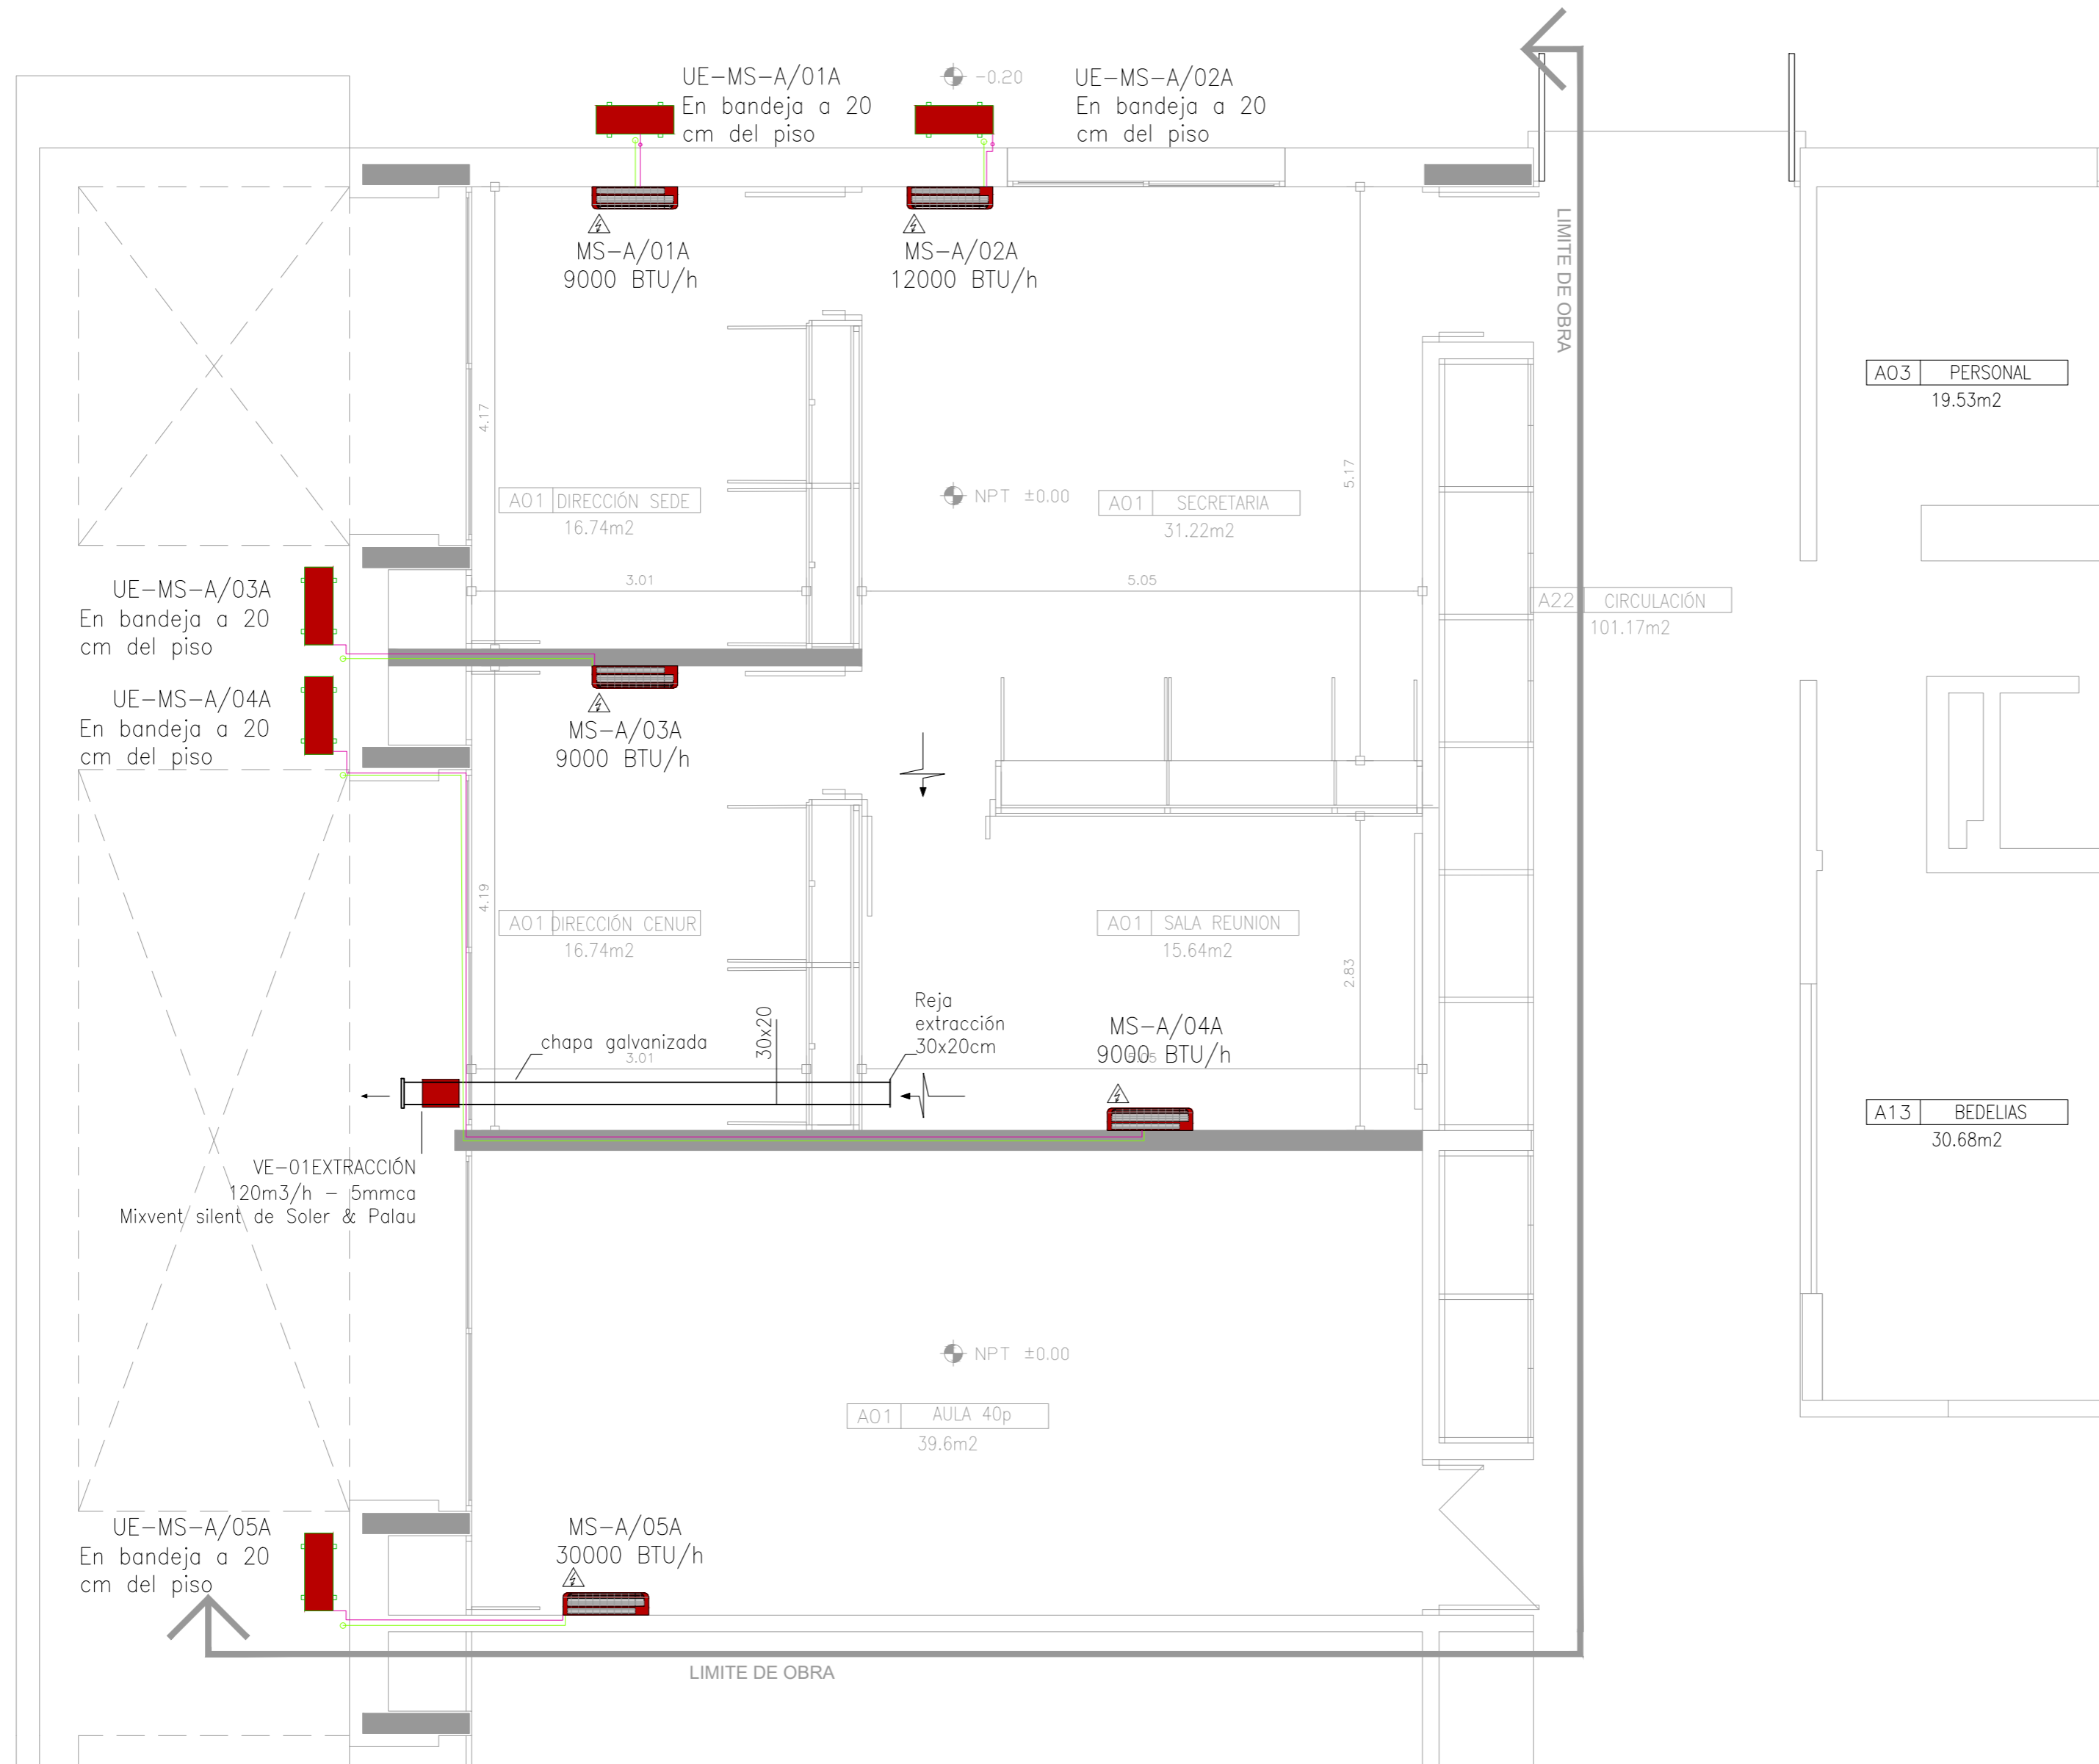 UE-MS-A/01A
En bandeja a 20
cm del piso
-0.20
UE-MS-A/02A
En bandeja a 20
cm del piso
MS-A/01A
9000 BTU/h
MS-A/02A
12000 BTU/h
LIMITE DE OBRA
A03 PERSONAL
19.53m2
4.17
5.17
A01 DIRECCIÓN SEDE
16.74m2
NPT ±0.00
A01 SECRETARIA
31.22m2
3.01
5.05
UE-MS-A/03A
En bandeja a 20
cm del piso
A22 CIRCULACIÓN
101.17m2
UE-MS-A/04A
En bandeja a 20
cm del piso
MS-A/03A
9000 BTU/h
4.19
A01 DIRECCIÓN CENUR
16.74m2
A01 SALA REUNION
15.64m2
2.83
Reja
extracción
30x20cm
30x20
chapa galvanizada
3.01
MS-A/04A
9000 BTU/h
5.05
VE-01EXTRACCIÓN
120m3/h - 5mmca
Mixvent silent de Soler & Palau
A13 BEDELIAS
30.68m2
NPT ±0.00
A01 AULA 40p
39.6m2
UE-MS-A/05A
En bandeja a 20
cm del piso
MS-A/05A
30000 BTU/h
LIMITE DE OBRA